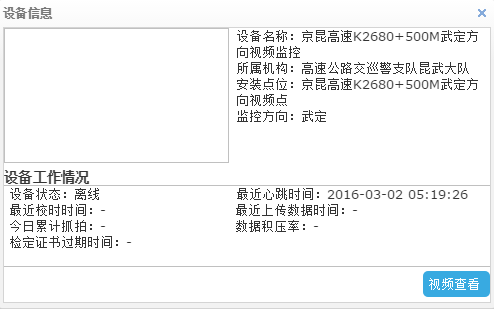 设备信息
设备名称：京昆高速K2680+500M武定方
向视频监控
所属机构：高速公路交巡警支队昆武大队
安装点位：京昆高速K2680+500M武定方
向视频点
监控方向：武定
设备工作情况
设备状态：离线
最近心跳时间：2016-03-02 05:19:26
最近校时时间：-
最近上传数据时间：-
今日累计抓拍：-
数据积压率：-
检定证书过期时间：-
视频查看